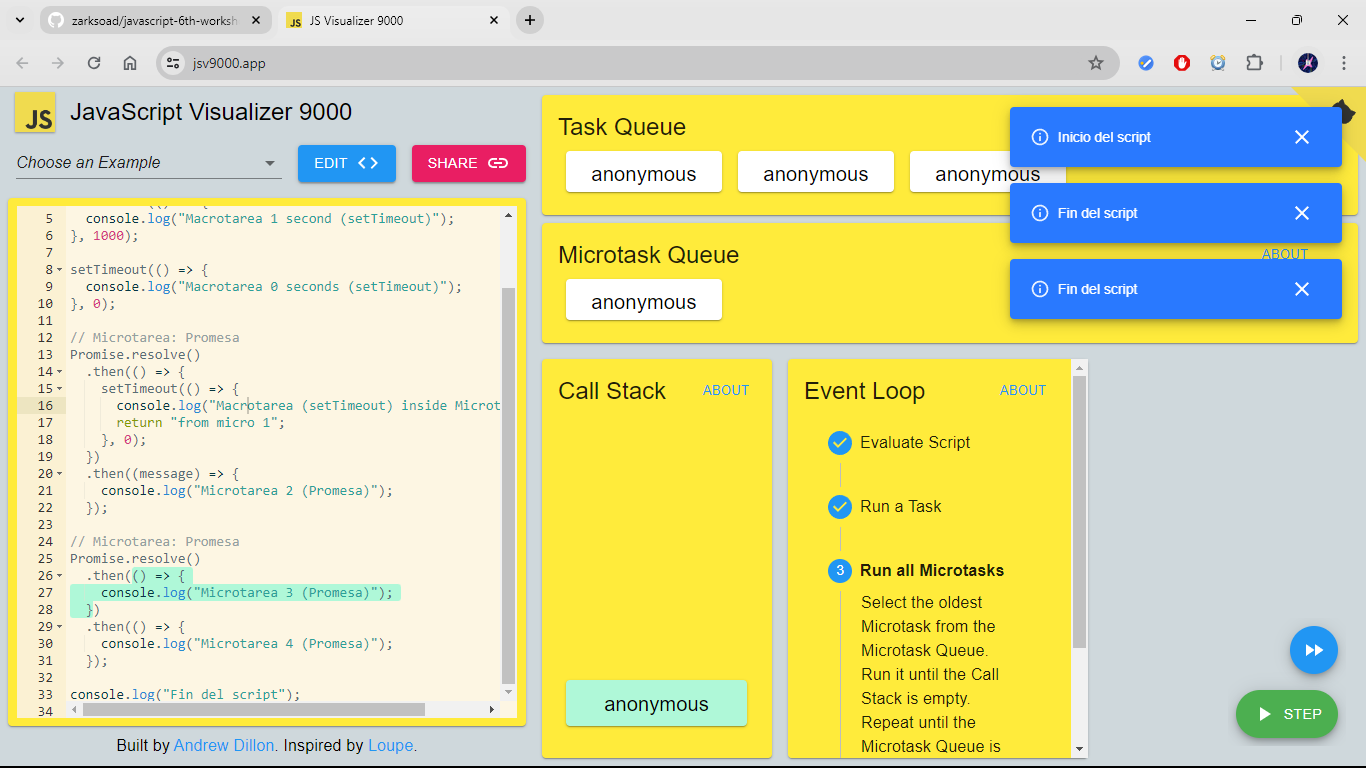 zarksoad/javascript-6th-worksh
JS Visualizer 9000
jsv9000.app
JS
JavaScript Visualizer 9000
Choose an Example
EDIT
SHARE
5 console.log("Macrotarea 1 second (setTimeout)");
6 }, 1000);
7
8 setTimeout(() => {
9 console.log("Macrotarea 0 seconds (setTimeout)");
10 }, 0);
11
12 // Microtarea: Promesa
13 Promise.resolve()
14 .then(() => {
15 setTimeout(() => {
16 console.log("Macrotarea (setTimeout) inside Microt
17 return "from micro 1";
18 }, 0);
19 })
20 .then((message) => {
21 console.log("Microtarea 2 (Promesa)");
22 });
23
24 // Microtarea: Promesa
25 Promise.resolve()
26 .then(() => {
27 console.log("Microtarea 3 (Promesa)");
28 })
29 .then(() => {
30 console.log("Microtarea 4 (Promesa)");
31 });
32
33 console.log("Fin del script");
34
Built by Andrew Dillon. Inspired by Loupe.
Task Queue
anonymous
anonymous
anonymous
Microtask Queue
ABOUT
anonymous
Inicio del script
Fin del script
Fin del script
Call Stack
ABOUT
anonymous
Event Loop
ABOUT
Evaluate Script
Run a Task
3 Run all Microtasks
Select the oldest
Microtask from the
Microtask Queue.
Run it until the Call
Stack is empty.
Repeat until the
Microtask Queue is
STEP